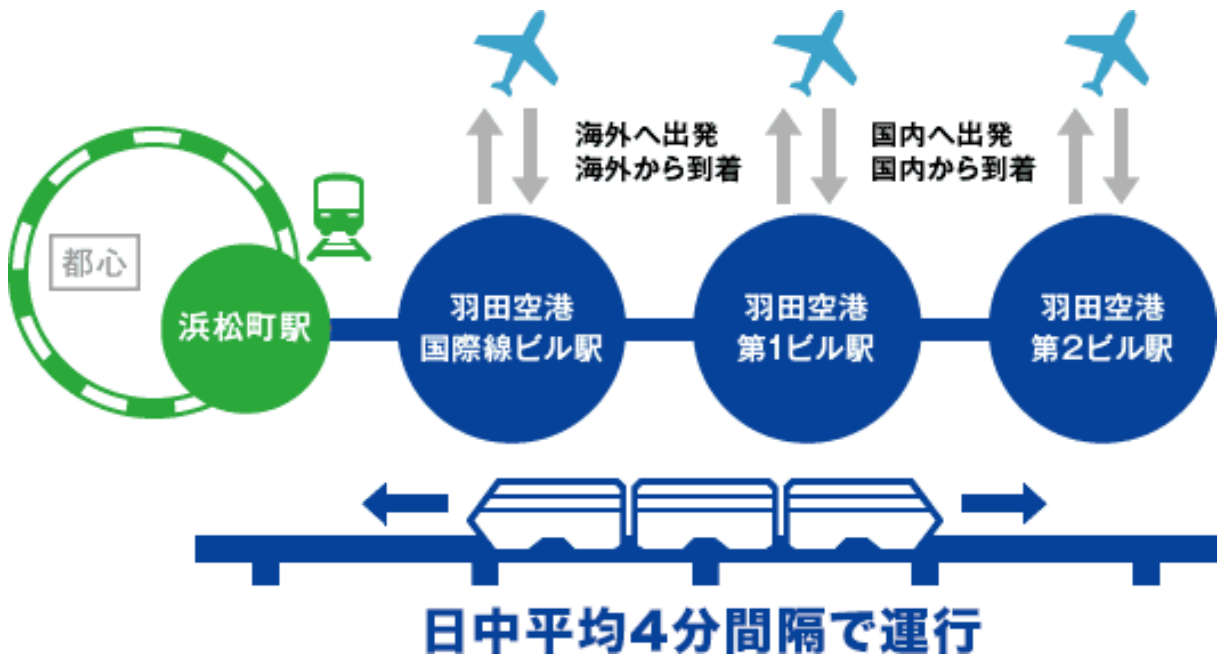 海外へ出発
海外から到着
国内へ出発
国内から到着
都心
浜松町駅
羽田空港
国際線ビル駅
羽田空港
第1ビル駅
羽田空港
第2ビル駅
日中平均4分間隔で運行